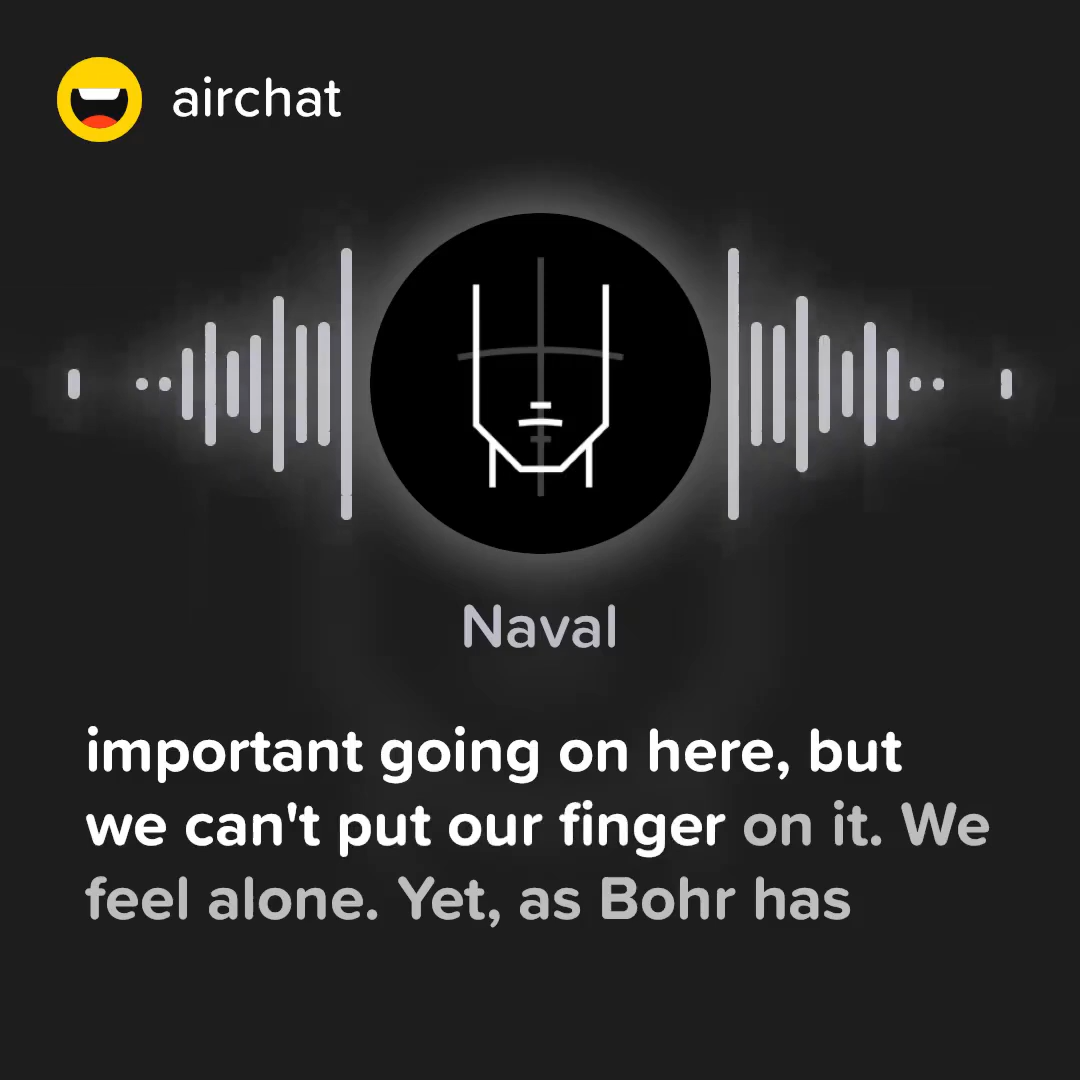 airchat
Naval
important going on here, but
we can't put our finger on it. We
feel alone. Yet, as Bohr has